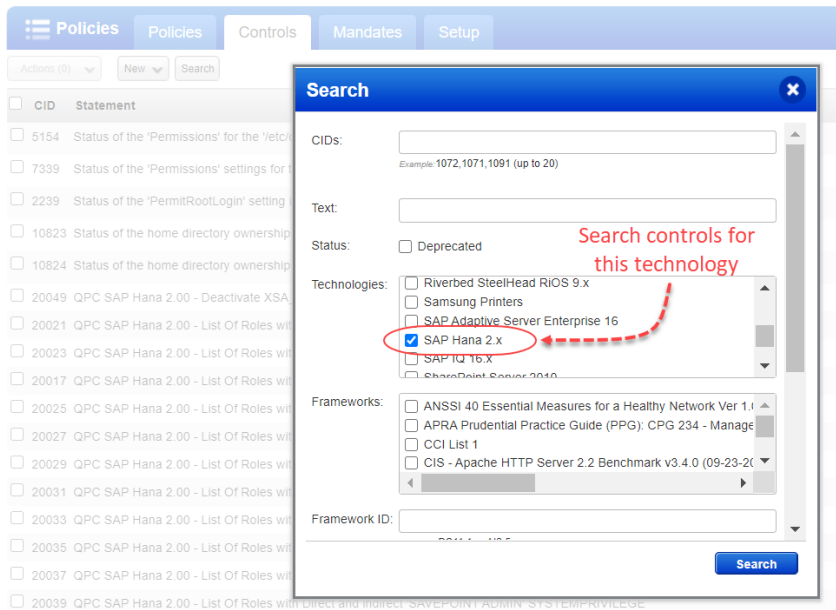 Policies Policies Controls Mandates Setup
Actions (0) New Search
CID Statement
5154 Status of the 'Permissions' for the '/etc/
7339 Status of the 'Permissions' settings for
2239 Status of the 'PermitRootLogin' setting
10823 Status of the home directory ownership
10824 Status of the home directory ownership
20049 QPC SAP Hana 2.00 - Deactivate XSA_
20021 QPC SAP Hana 2.00 - List Of Roles wit
20023 QPC SAP Hana 2.00 - List Of Roles wit
20017 QPC SAP Hana 2.00 - List Of Roles wit
20025 QPC SAP Hana 2.00 - List Of Roles wit
20027 QPC SAP Hana 2.00 - List Of Roles wit
20029 QPC SAP Hana 2.00 - List Of Roles wit
20031 QPC SAP Hana 2.00 - List Of Roles wit
20033 QPC SAP Hana 2.00 - List Of Roles wit
20035 QPC SAP Hana 2.00 - List Of Roles wit
20037 QPC SAP Hana 2.00 - List Of Roles wit
20039 QPC SAP Hana 2.00 - List Of Roles with Direct and Indirect 'SAVEPOINT ADMIN' SYSTEMPRIVILEGE
Search
CIDs:
Example: 1072,1071,1091 (up to 20)
Text:
Status: Deprecated
Search controls for
this technology
Technologies: Riverbed SteelHead RiOS 9.x
Samsung Printers
SAP Adaptive Server Enterprise 16
SAP Hana 2.x
SAP IQ 16.x
SharePoint Server 2010
Frameworks: ANSSI 40 Essential Measures for a Healthy Network Ver 1.
APRA Prudential Practice Guide (PPG): CPG 234 - Manage
CCI List 1
CIS - Apache HTTP Server 2.2 Benchmark v3.4.0 (09-23-20
Framework ID:
Search